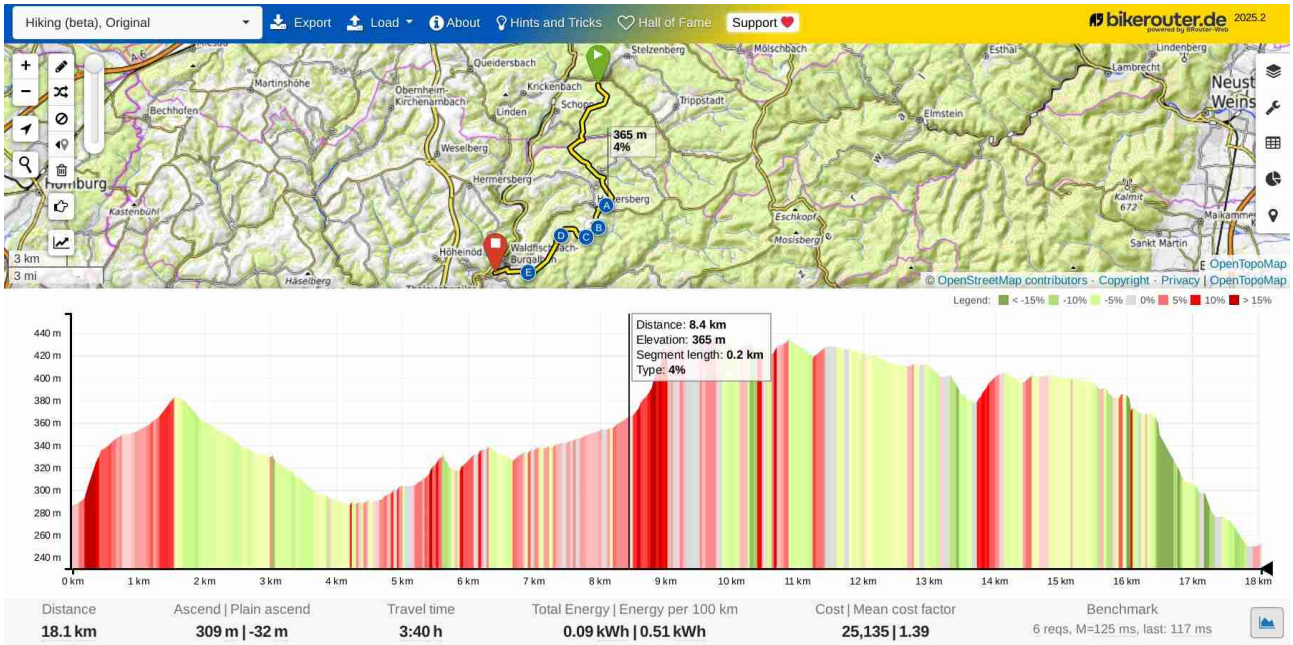 Hiking (beta), Original
Export
Load
About
Hints and Tricks
Hall of Fame
Support
bikerouter.de
powered by BRouter-Web
2025.2
A 6
Martinshöhe
Queidersbach
Bechhofen
Obernheim-
Kirchenarnbach
Krickenbach
Linden
Schopp
Stelzenberg
Mölschbach
Trippstadt
Esthal
Lindenberg
Lambrecht
Neust
Weins
Elmstein
Weselberg
365 m
4%
Homburg
Hermersberg
Kastenbühl
A
B
C
D
E
Eschkopf
Mosisberg
Kalmit
672
Maikamme
Sankt Martin
Höheinöd
Waldfischbach-
Burgalben
Häselberg
3 km
3 mi
OpenTopoMap
© OpenStreetMap contributors · Copyright · Privacy | OpenTopoMap
Legend: < -15% -10% -5% 0% 5% 10% > 15%
440 m
420 m
400 m
380 m
360 m
340 m
320 m
300 m
280 m
260 m
240 m
Distance: 8.4 km
Elevation: 365 m
Segment length: 0.2 km
Type: 4%
0 km 1 km 2 km 3 km 4 km 5 km 6 km 7 km 8 km 9 km 10 km 11 km 12 km 13 km 14 km 15 km 16 km 17 km 18 km
Distance
18.1 km
Ascend | Plain ascend
309 m | -32 m
Travel time
3:40 h
Total Energy | Energy per 100 km
0.09 kWh | 0.51 kWh
Cost | Mean cost factor
25,135 | 1.39
Benchmark
6 reqs, M=125 ms, last: 117 ms